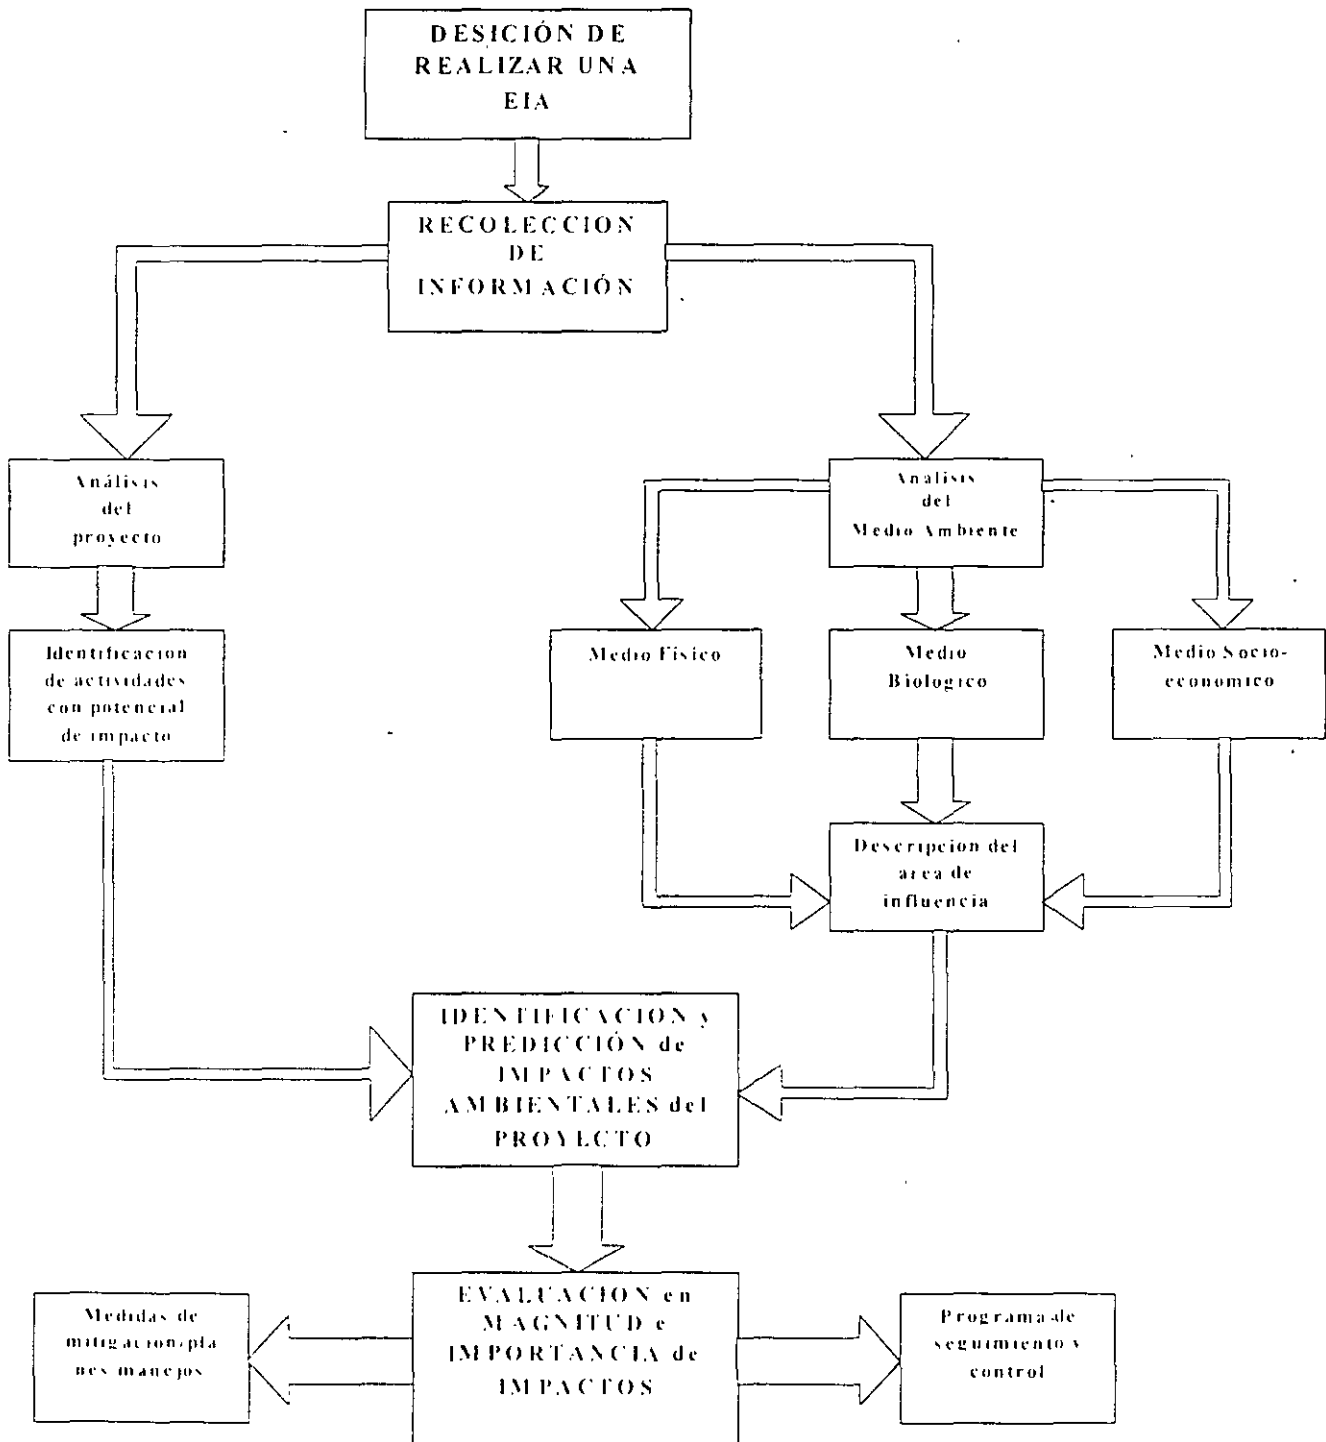 DESICIÓN DE
REALIZAR UNA
EIA
RECOLECCION
DE
INFORMACIÓN
Análisis
del
proyecto
Analisis
del
Medio Ambiente
Identificacion
de actividades
con potencial
de impacto
Medio Físico
Medio
Biologico
Medio Socio-
economico
Descripcion del
area de
influencia
IDENTIFICACION y
PREDICCIÓN de
IMPACTOS
AMBIENTALES del
PROYECTO
EVALUACION en
MAGNITUD e
IMPORTANCIA de
IMPACTOS
Medidas de
mitigacion/pla
nes manejos
Programa de
seguimiento y
control